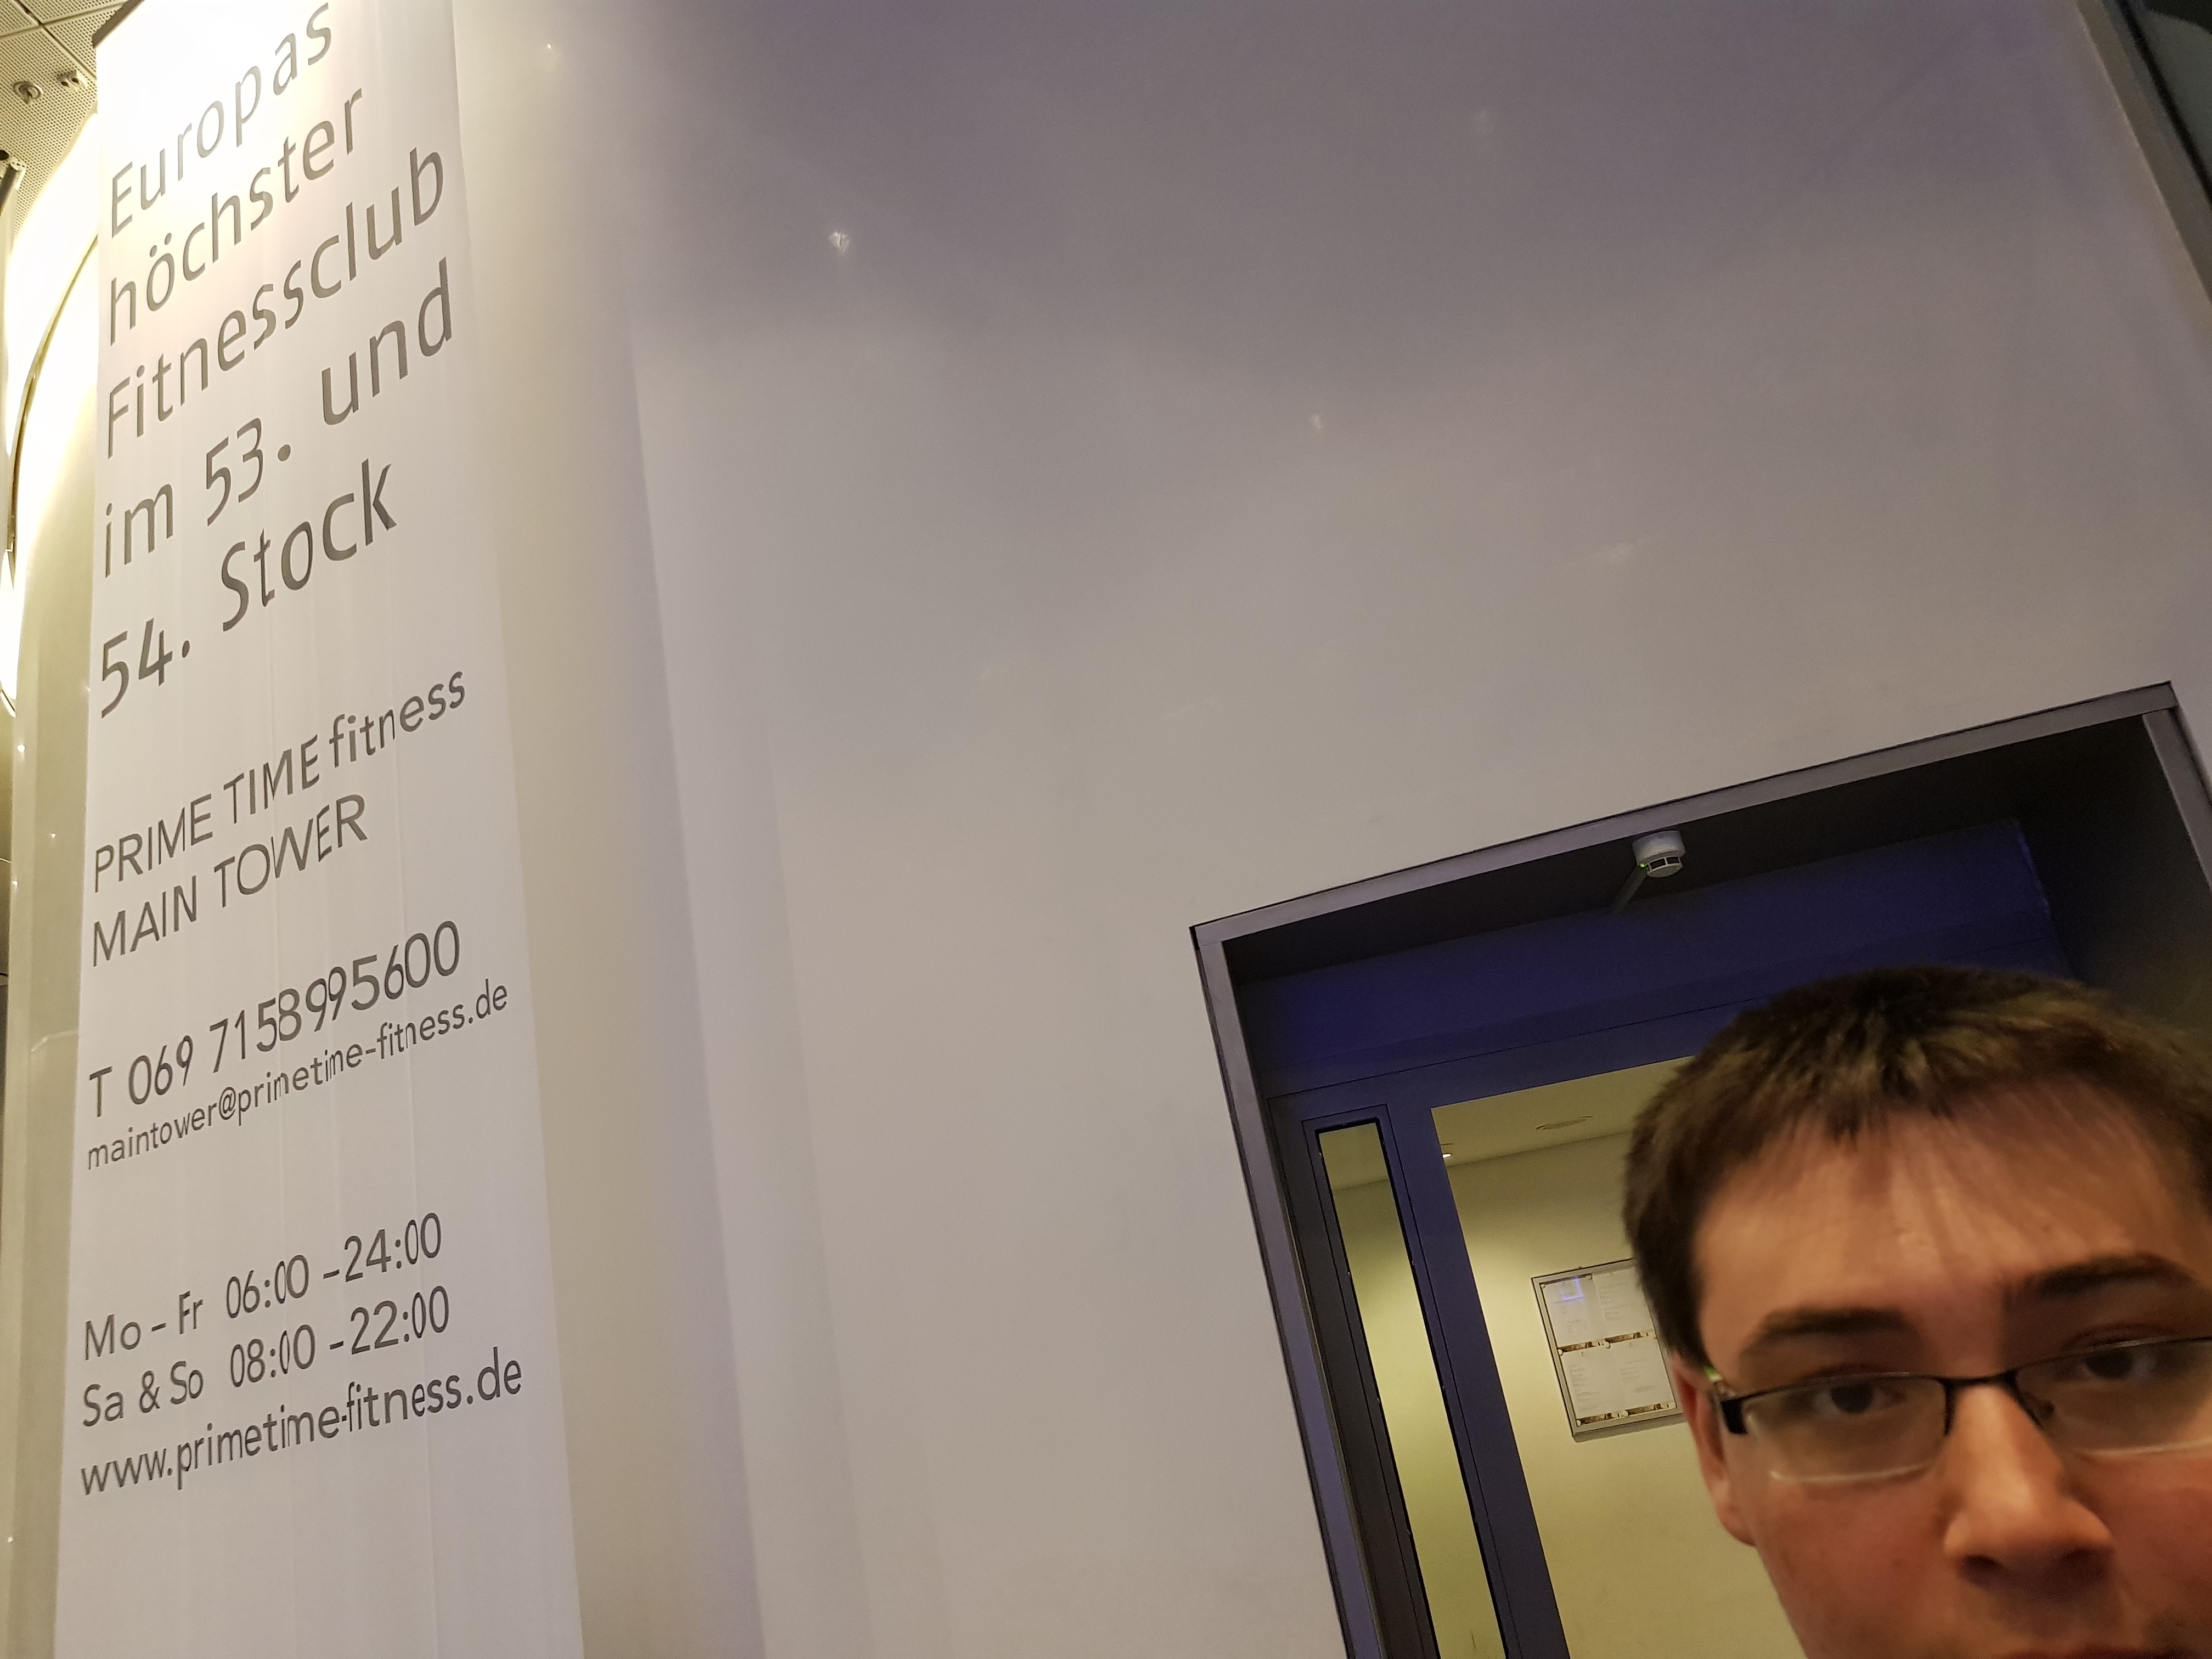 Europas
höchster
Fitnessclub
im 53. und
54. Stock
PRIME TIME fitness
MAIN TOWER
T 069 7158995600
maintower@primetime-fitness.de
Mo – Fr 06:00 – 24:00
Sa & So 08:00 – 22:00
www.primetime-fitness.de